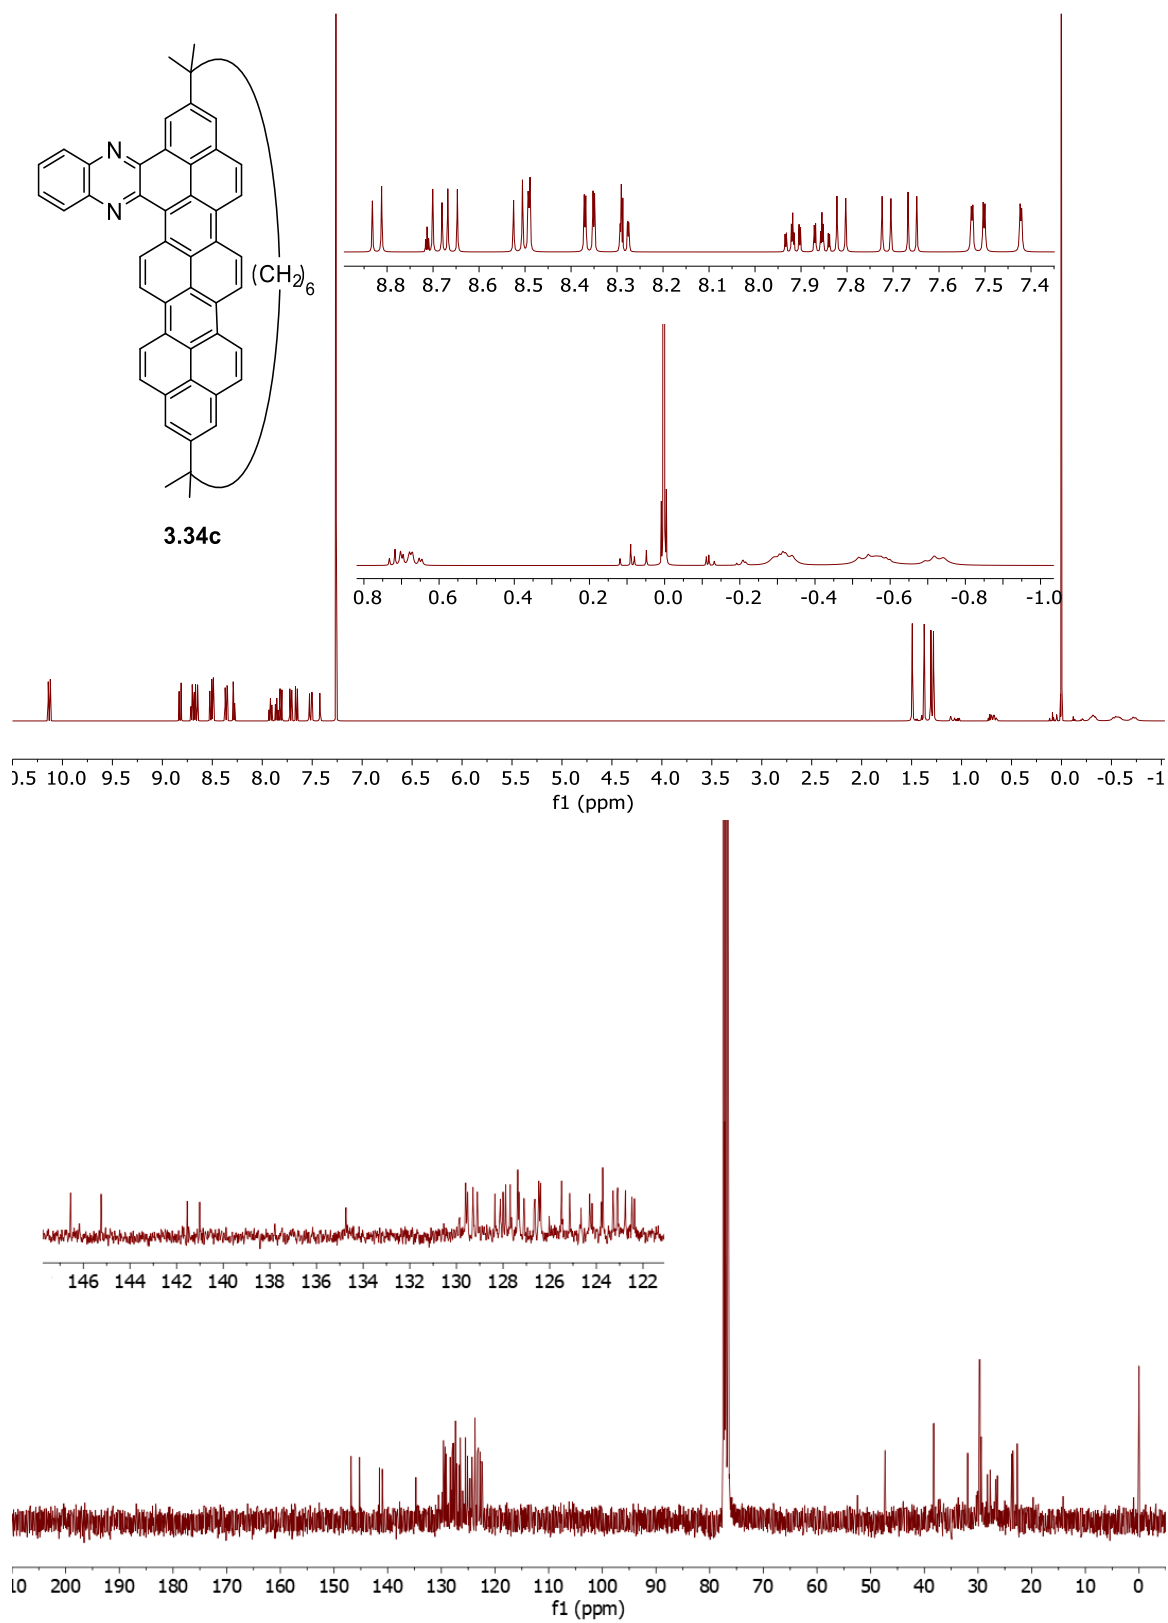 N
N
(CH2)6
3.34c
8.8 8.7 8.6 8.5 8.4 8.3 8.2 8.1 8.0 7.9 7.8 7.7 7.6 7.5 7.4
0.8 0.6 0.4 0.2 0.0 -0.2 -0.4 -0.6 -0.8 -1.0
0.5 10.0 9.5 9.0 8.5 8.0 7.5 7.0 6.5 6.0 5.5 5.0 4.5 4.0 3.5 3.0 2.5 2.0 1.5 1.0 0.5 0.0 -0.5 -1
f1 (ppm)
146 144 142 140 138 136 134 132 130 128 126 124 122
10 200 190 180 170 160 150 140 130 120 110 100 90 80 70 60 50 40 30 20 10 0
f1 (ppm)